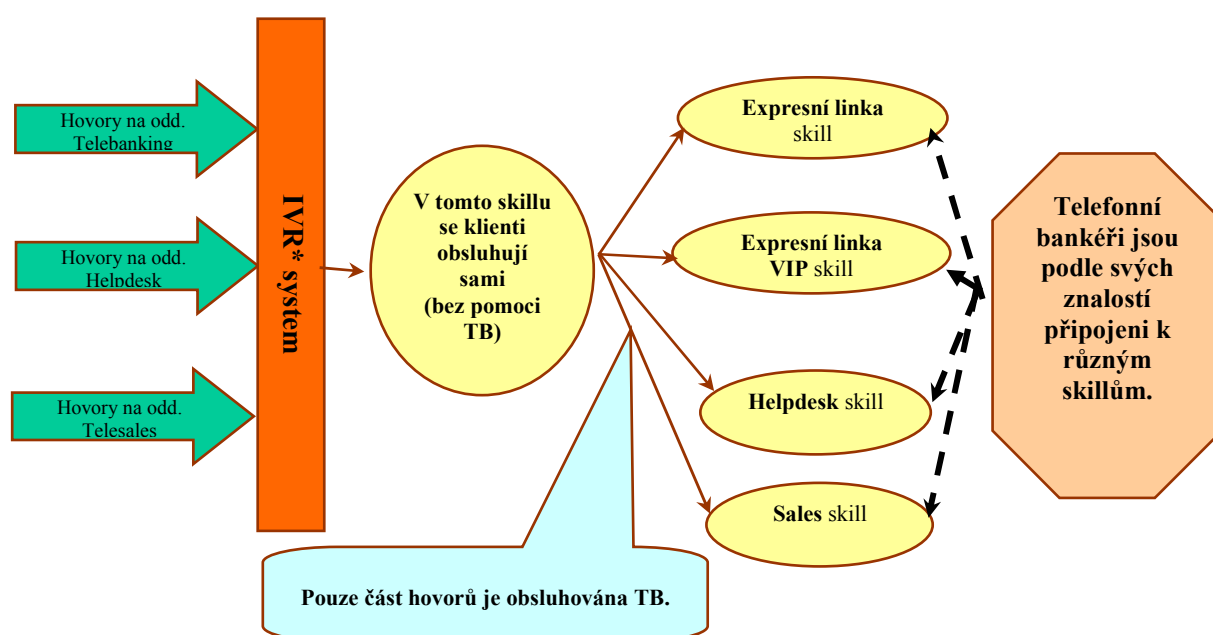 Hovory na odd.
Telebanking
Hovory na odd.
Helpdesk
Hovory na odd.
Telesales
IVR* system
V tomto skillu
se klienti
obsluhují
sami
(bez pomoci
TB)
Expresní linka
skill
Expresní linka
VIP skill
Helpdesk skill
Sales skill
Telefonní
bankéři jsou
podle svých
znalostí
připojeni k
různým
skillům.
Pouze část hovorů je obsluhována TB.